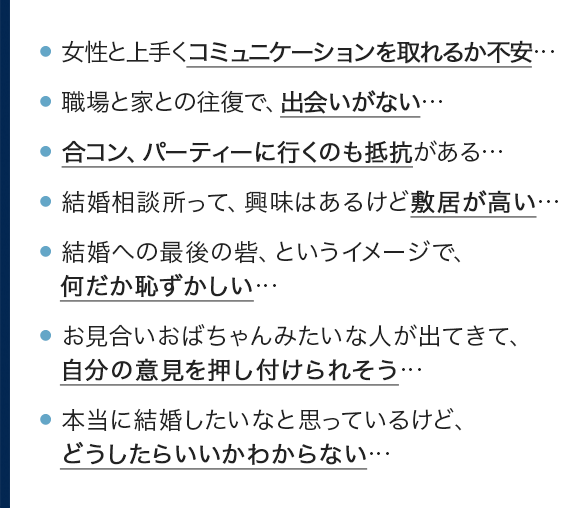 女性と上手くコミュニケーションを取れるか不安…
職場と家との往復で、出会いがない…
合コン、パーティーに行くのも抵抗がある…
結婚相談所って、興味はあるけど敷居が高い…
結婚への最後の砦、というイメージで、
何だか恥ずかしい…
お見合いおばちゃんみたいな人が出てきて、
自分の意見を押し付けられそう…
本当に結婚したいなと思っているけど、
どうしたらいいかわからない…